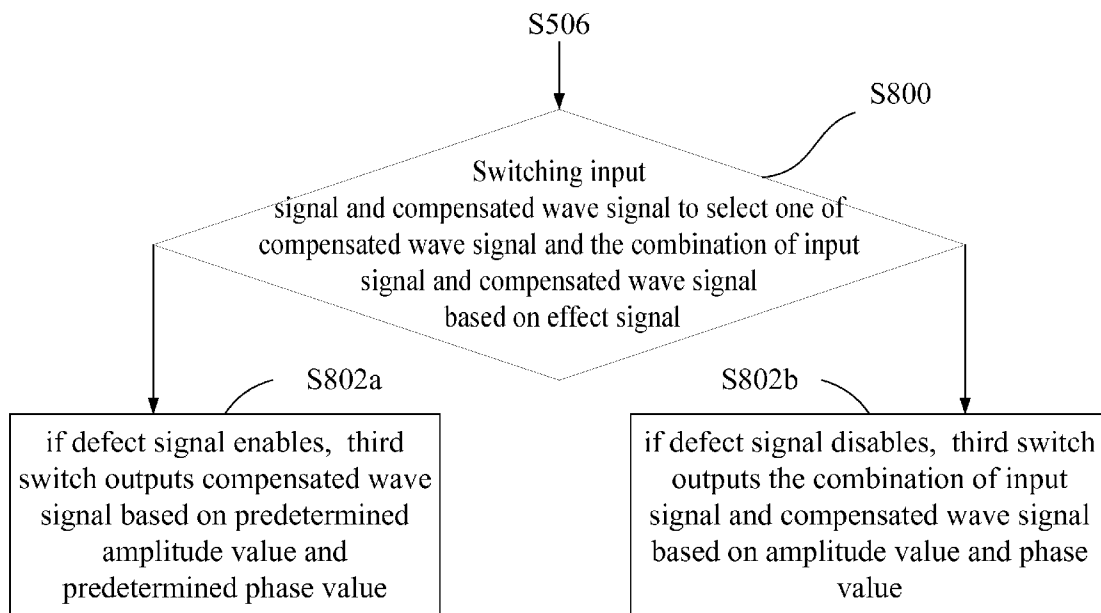 S506
S800
Switching input
signal and compensated wave signal to select one of
compensated wave signal and the combination of input
signal and compensated wave signal
based on effect signal
S802a
if defect signal enables, third
switch outputs compensated wave
signal based on predetermined
amplitude value and
predetermined phase value
S802b
if defect signal disables, third switch
outputs the combination of input
signal and compensated wave signal
based on amplitude value and phase
value